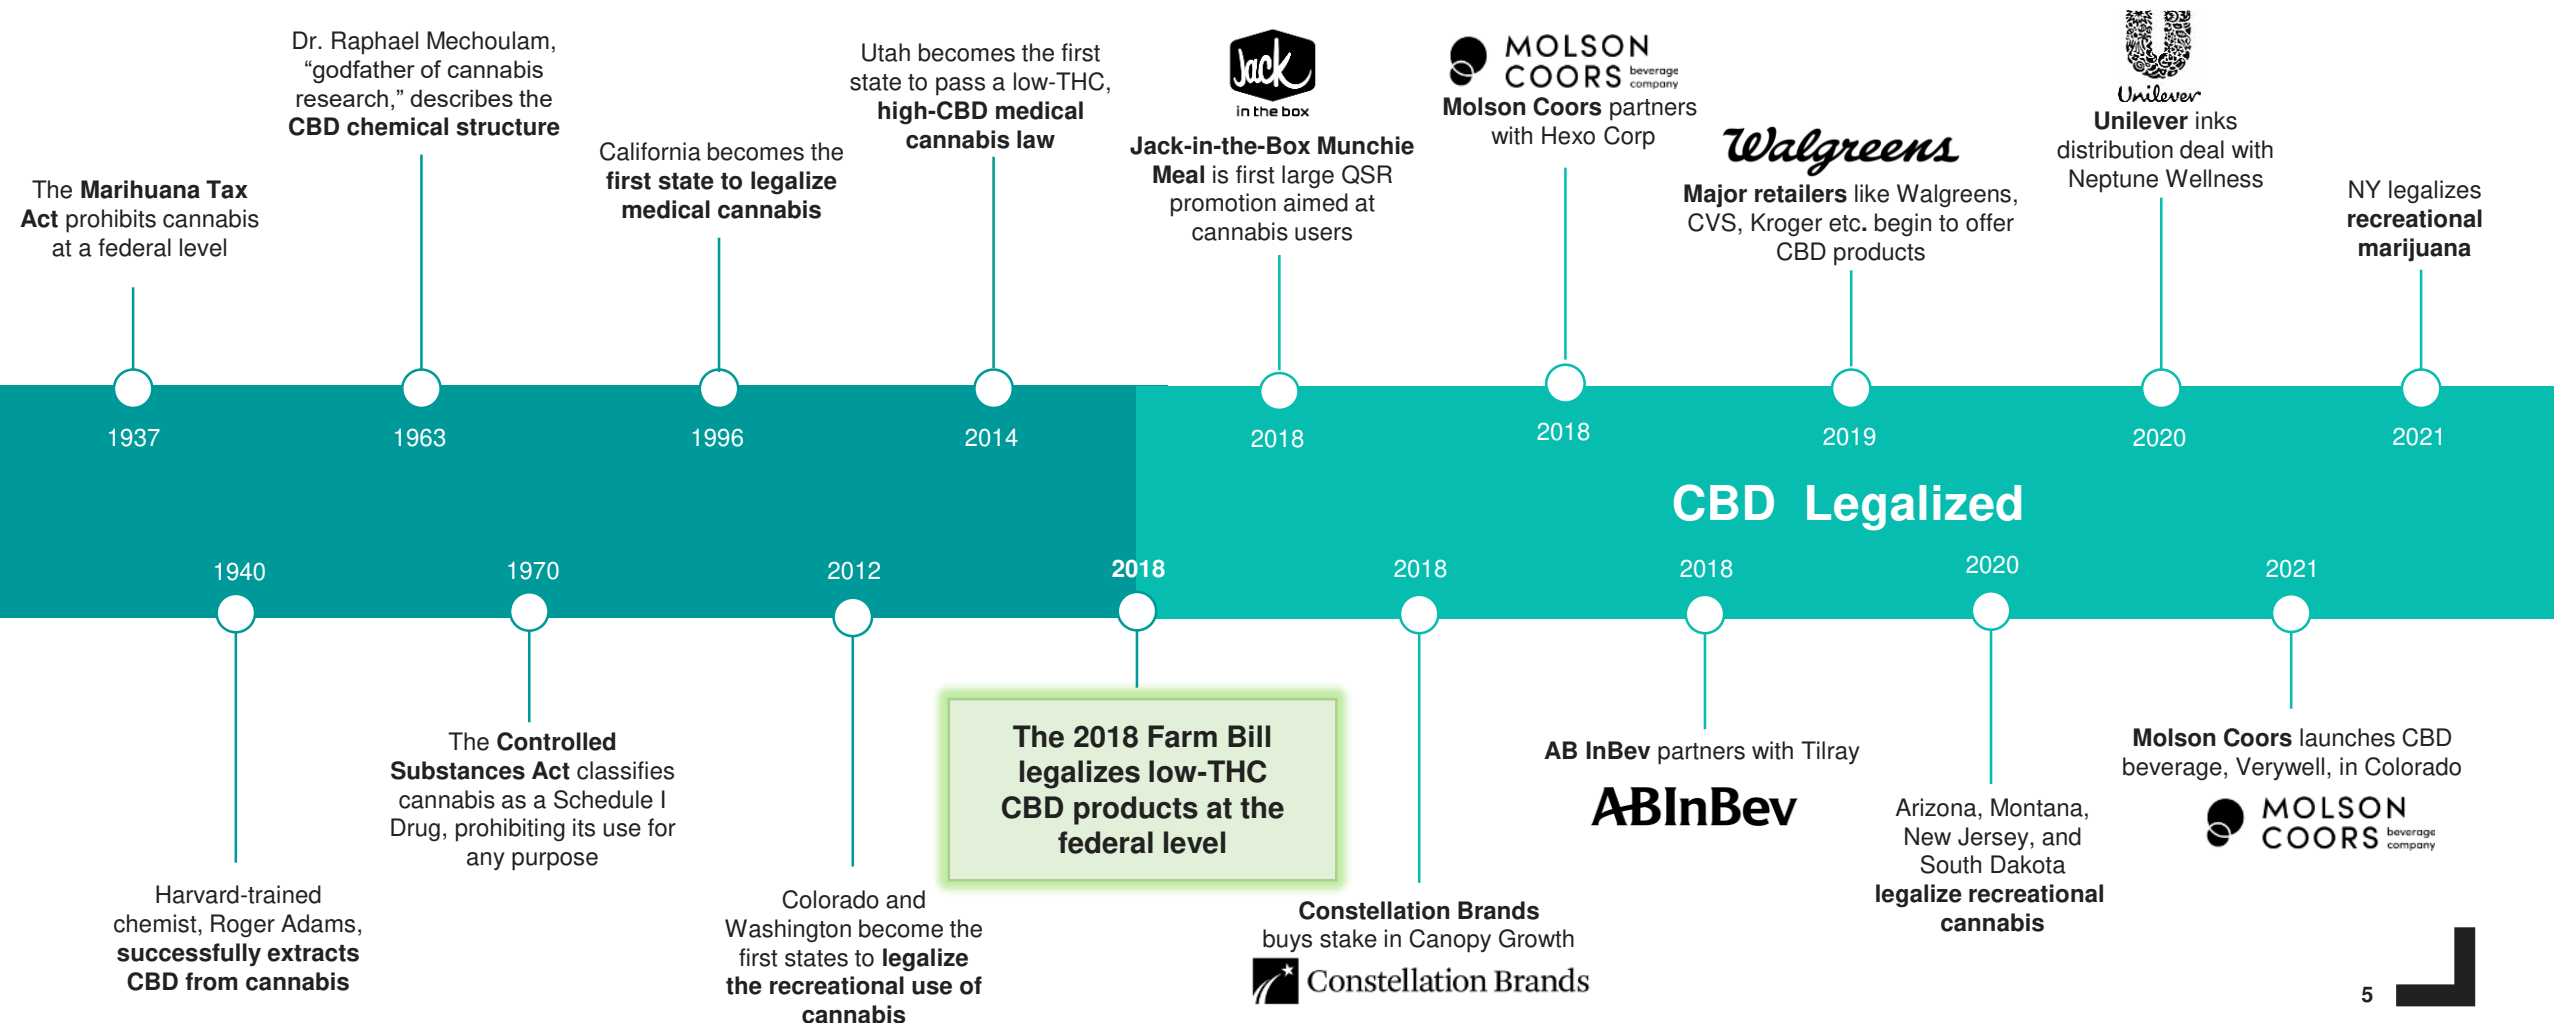 The Marihuana Tax
Act prohibits cannabis
at a federal level
Dr. Raphael Mechoulam,
“godfather of cannabis
research,” describes the
CBD chemical structure
California becomes the
first state to legalize
medical cannabis
Utah becomes the first
state to pass a low-THC,
high-CBD medical
cannabis law
Jack
in the box
Jack-in-the-Box Munchie
Meal is first large QSR
promotion aimed at
cannabis users
MOLSON
COORS beverage
company
Molson Coors partners
with Hexo Corp
Walgreens
Major retailers like Walgreens,
CVS, Kroger etc. begin to offer
CBD products
Unilever
Unilever inks
distribution deal with
Neptune Wellness
NY legalizes
recreational
marijuana
1937
1963
1996
2014
2018
2018
2019
2020
2021
CBD Legalized
1940
1970
2012
2018
2018
2018
2020
2021
Harvard-trained
chemist, Roger Adams,
successfully extracts
CBD from cannabis
The Controlled
Substances Act classifies
cannabis as a Schedule I
Drug, prohibiting its use for
any purpose
Colorado and
Washington become the
first states to legalize
the recreational use of
cannabis
The 2018 Farm Bill
legalizes low-THC
CBD products at the
federal level
Constellation Brands
buys stake in Canopy Growth
Constellation Brands
AB InBev partners with Tilray
ABInBev
Arizona, Montana,
New Jersey, and
South Dakota
legalize recreational
cannabis
Molson Coors launches CBD
beverage, Verywell, in Colorado
MOLSON
COORS beverage
company
5